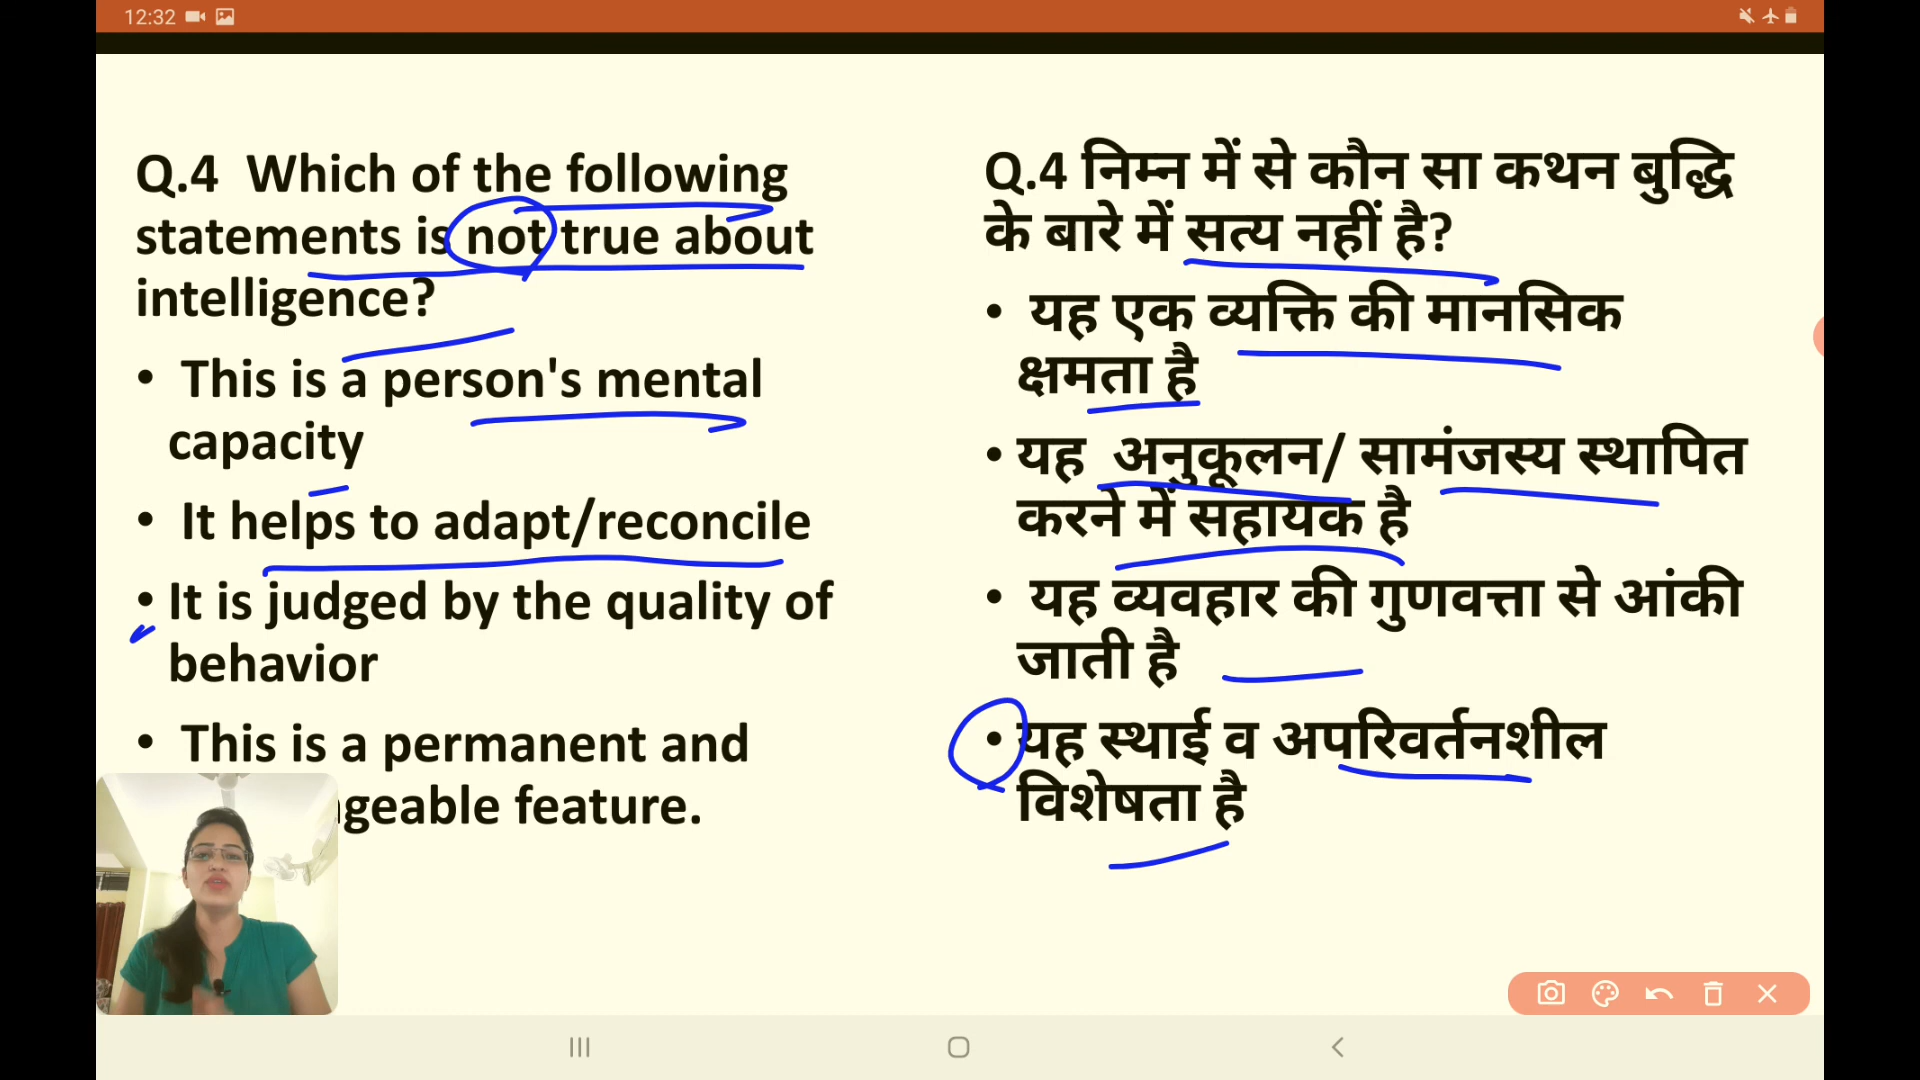 12:32
Q.4 Which of the following
statements is not true about
intelligence?
• This is a person's mental
capacity
• It helps to adapt/reconcile
• It is judged by the quality of
behavior
• This is a permanent and
geable feature.
Q.4 निम्न में से कौन सा कथन बुद्धि
के बारे में सत्य नहीं है?
• यह एक व्यक्ति की मानसिक
क्षमता है
• यह अनुकूलन/ सामंजस्य स्थापित
करने में सहायक है
• यह व्यवहार की गुणवत्ता से आंकी
जाती है
• यह स्थाई व अपरिवर्तनशील
विशेषता है